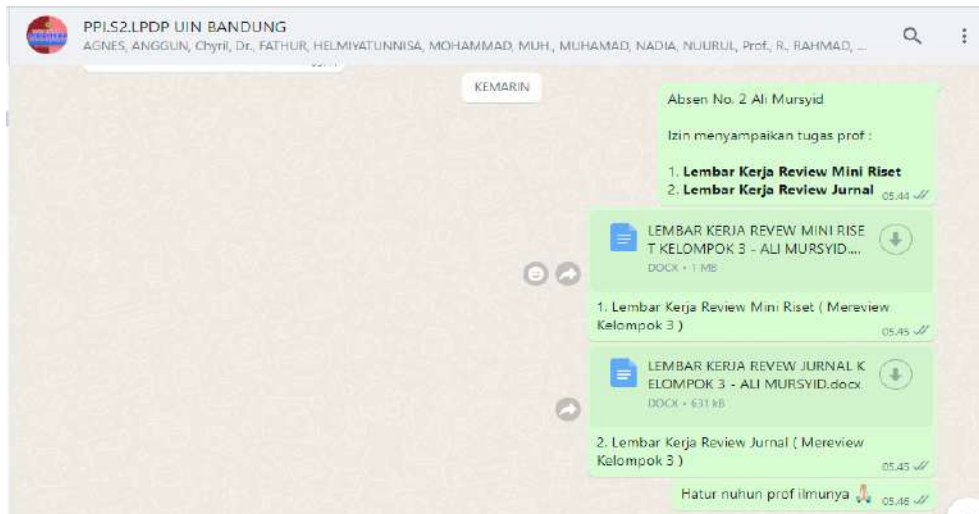 PPI.S2.LPDP UIN BANDUNG
AGNES, ANGGUN, Chyril, Dr., FATHUR, HELMIYATUNNISA, MOHAMMAD, MUH., MUHAMAD, NADIA, NUURUL, Prof., R., RAHMAD, ...
KEMARIN
Absen No. 2 Ali Mursyid
Izin menyampaikan tugas prof :
1. Lembar Kerja Review Mini Riset
2. Lembar Kerja Review Jurnal
05.44
LEMBAR KERJA REVEW MINI RISE
T KELOMPOK 3 - ALI MURSYID....
DOCX • 1 MB
1. Lembar Kerja Review Mini Riset ( Mereview
Kelompok 3 )
05.45
LEMBAR KERJA REVEW JURNAL K
ELOMPOK 3 - ALI MURSYID.docx
DOCX • 631 kB
2. Lembar Kerja Review Jurnal ( Mereview
Kelompok 3 )
05.45
Hatur nuhun prof ilmunya 🙏🏻 05.46